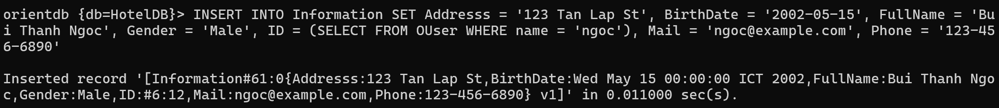 orientdb {db=HotelDB}> INSERT INTO Information SET Addresss = '123 Tan Lap St', BirthDate = '2002-05-15', FullName = 'Bu
i Thanh Ngoc', Gender = 'Male', ID = (SELECT FROM OUser WHERE name = 'ngoc'), Mail = 'ngoc@example.com', Phone = '123-45
6-6890'
Inserted record '[Information#61:0{Addresss:123 Tan Lap St,BirthDate:Wed May 15 00:00:00 ICT 2002,FullName:Bui Thanh Ngo
c,Gender:Male,ID:#6:12,Mail:ngoc@example.com,Phone:123-456-6890} v1]' in 0.011000 sec(s).